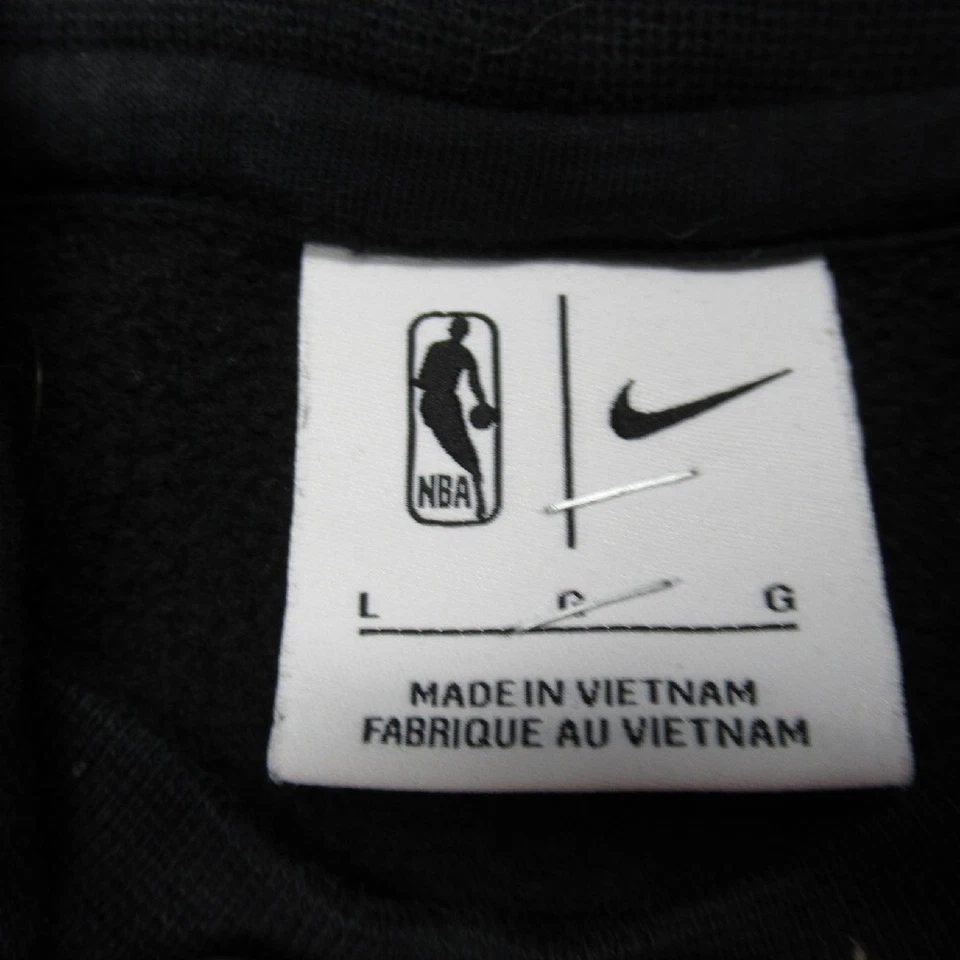 NBA
L G G
MADE IN VIETNAM
FABRIQUE AU VIETNAM